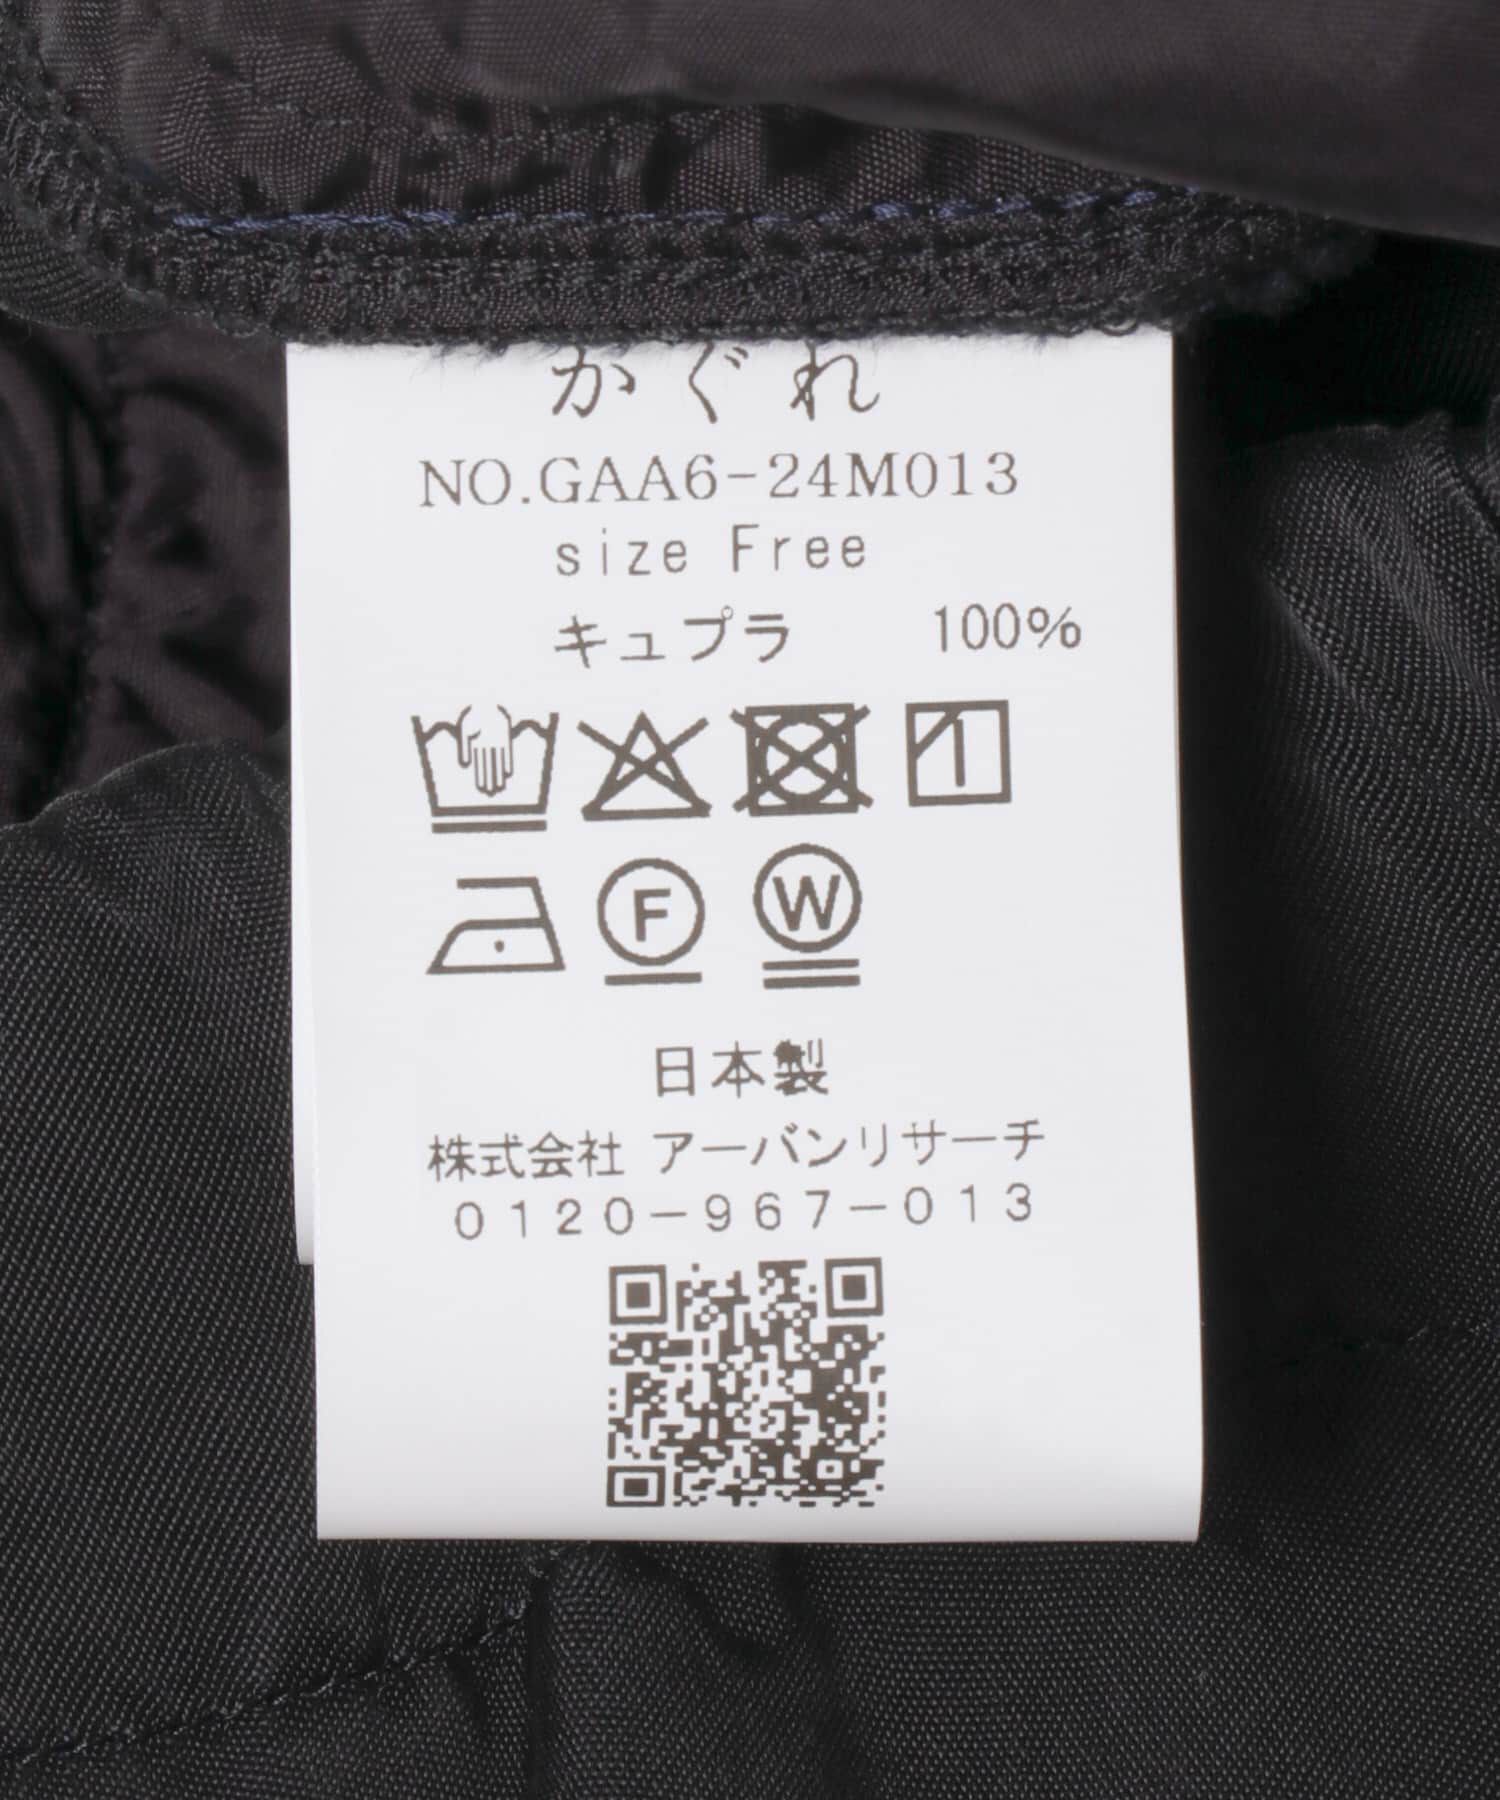 かぐれ
NO.GAA6-24M013
size Free
キュプラ 100%
F W
日本製
株式会社 アーバンリサーチ
0120-967-013